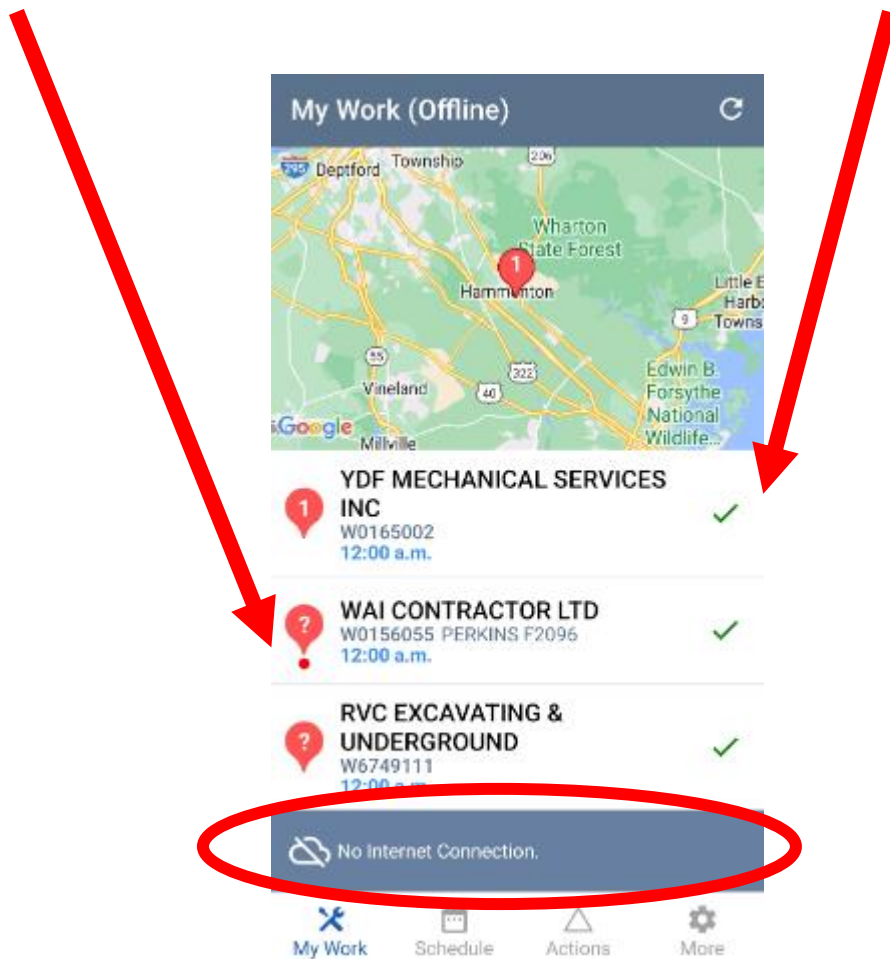 My Work (Offline)
295
Deptford
Township
206
Wharton
State Forest
1
Hammonton
Little E
Harb
Towns
9
55
322
Vineland
40
Edwin B.
Forsythe
National
Wildlife...
Google
Millville
YDF MECHANICAL SERVICES
1
INC
W0165002
12:00 a.m.
WAI CONTRACTOR LTD
?
W0156055 PERKINS F2096
12:00 a.m.
RVC EXCAVATING &
?
UNDERGROUND
W6749111
12:00 a.m.
No Internet Connection.
My Work
Schedule
Actions
More